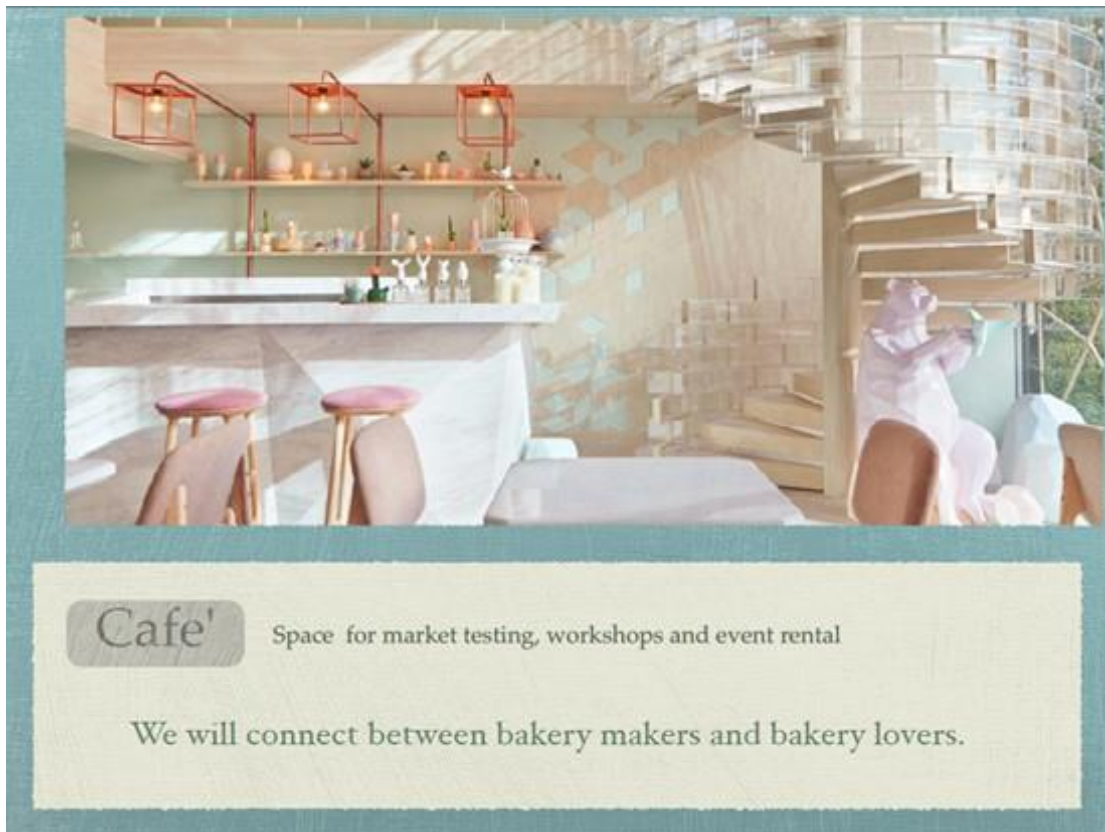 Cafe'
Space for market testing, workshops and event rental
We will connect between bakery makers and bakery lovers.